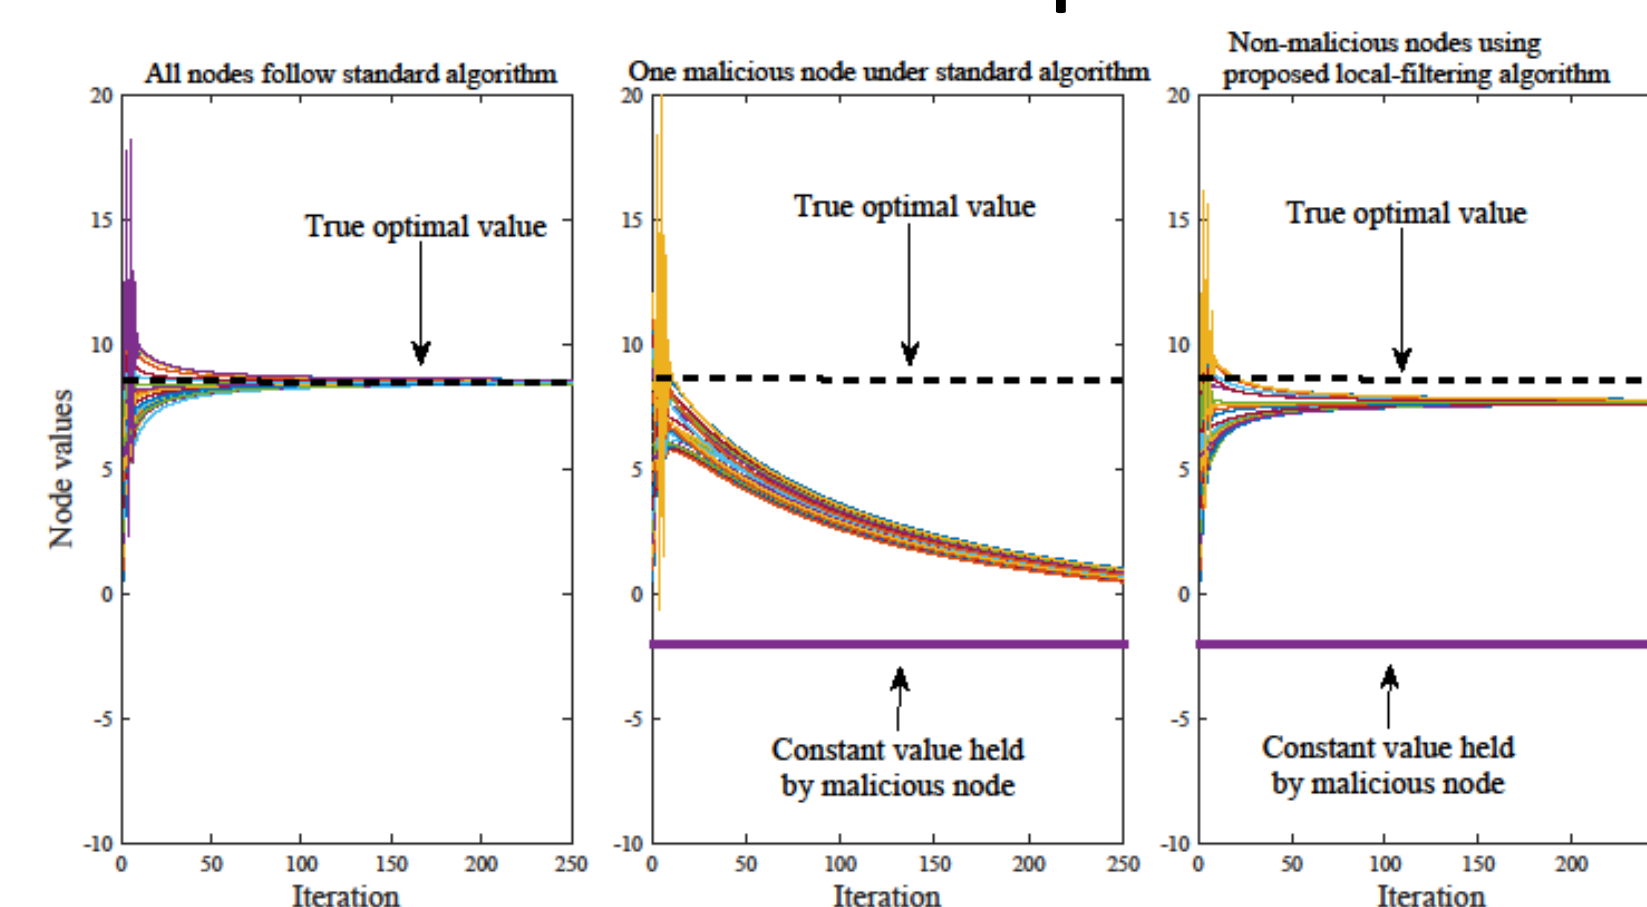 All nodes follow standard algorithm
20
15
10
5
0
-5
-10
0 50 100 150 200 250
Node values
Iteration
True optimal value
One malicious node under standard algorithm
20
15
10
5
0
-5
-10
0 50 100 150 200 250
Iteration
True optimal value
Constant value held
by malicious node
Non-malicious nodes using
proposed local-filtering algorithm
20
15
10
5
0
-5
-10
0 50 100 150 200
Iteration
True optimal value
Constant value held
by malicious node